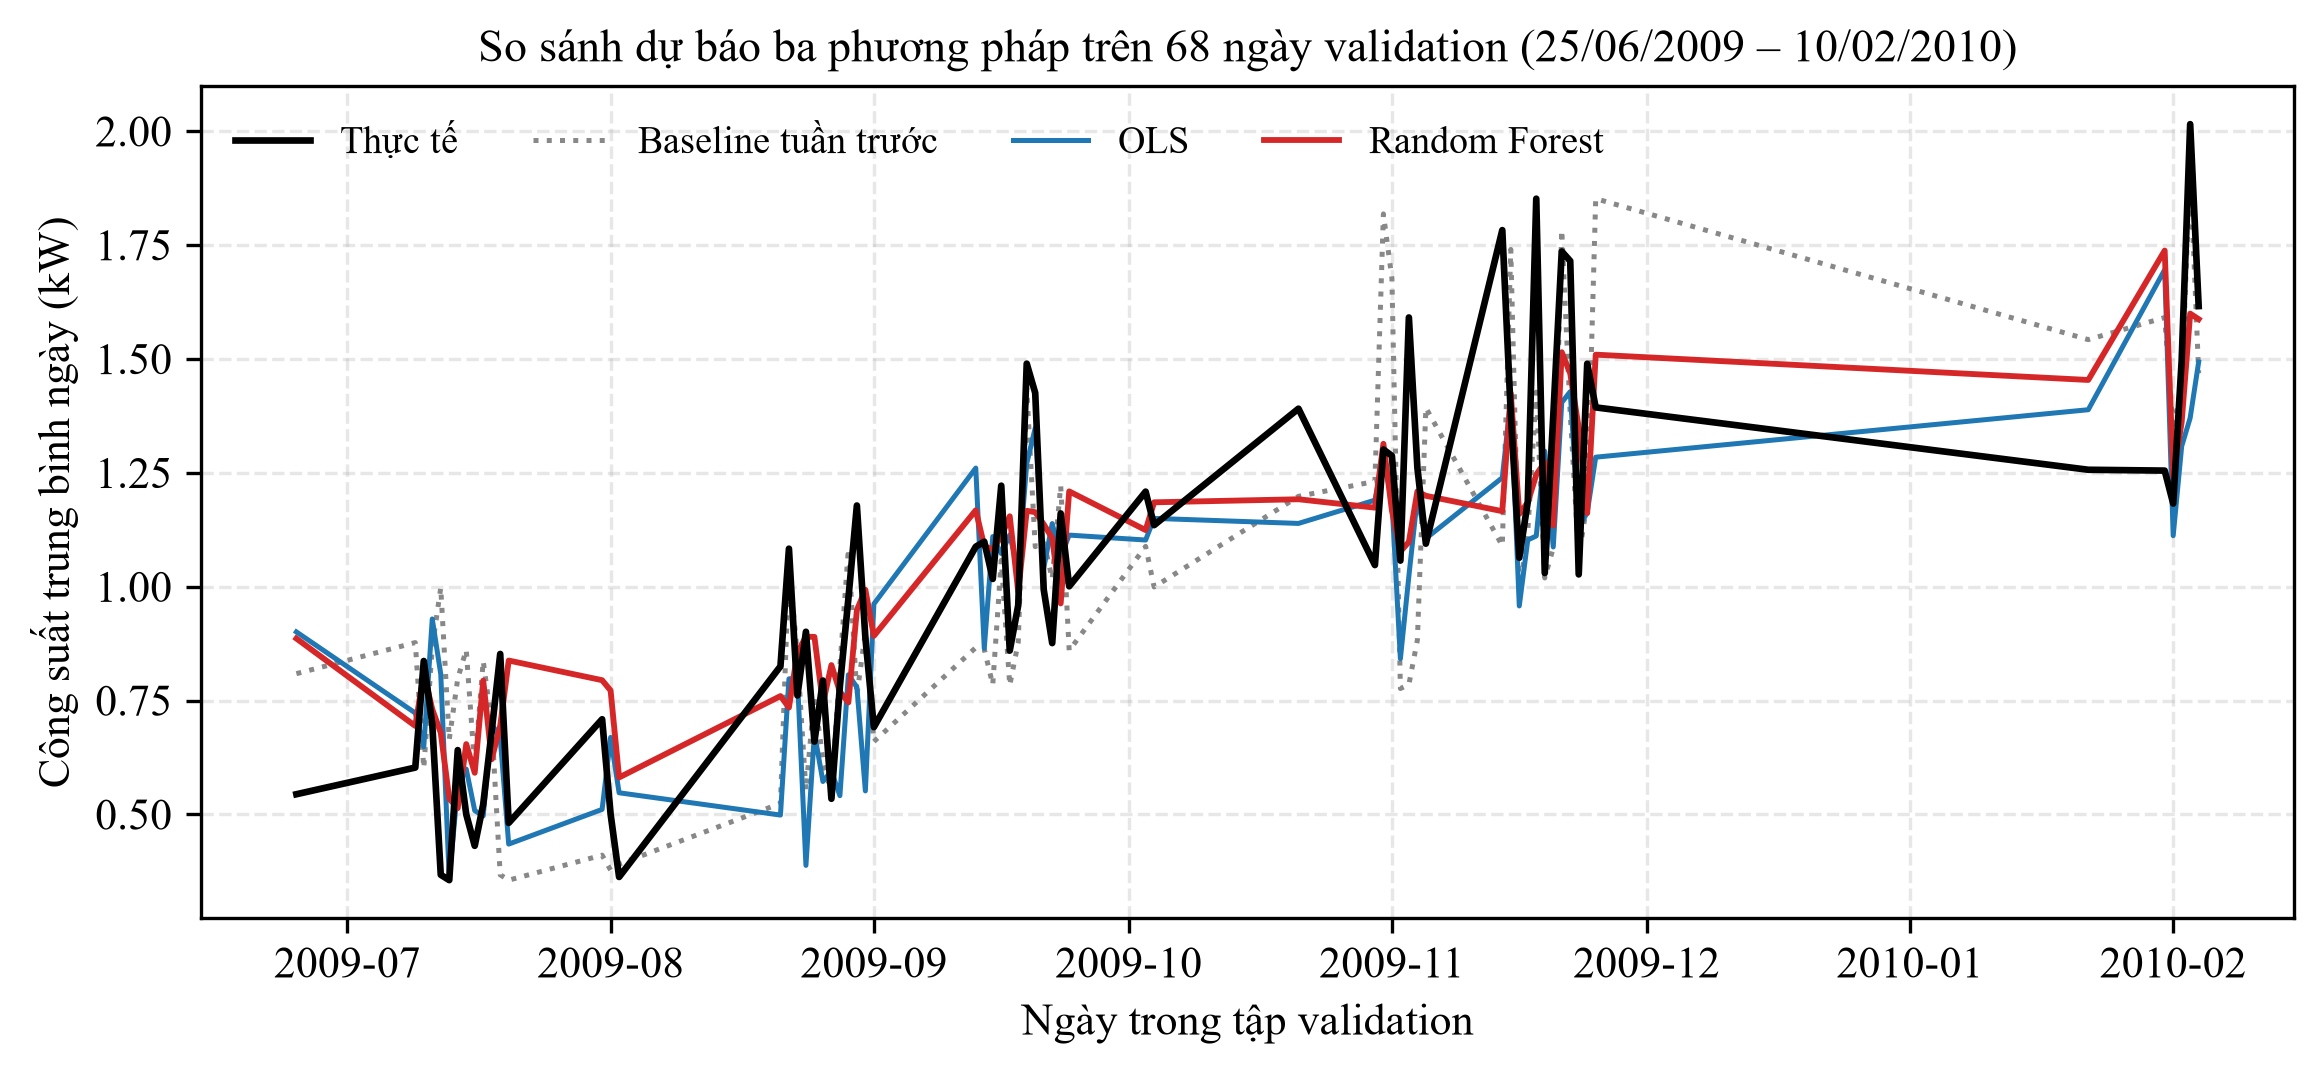 So sánh dự báo ba phương pháp trên 68 ngày validation (25/06/2009 – 10/02/2010)
Thực tế
Baseline tuần trước
OLS
Random Forest
Công suất trung bình ngày (kW)
2.00
1.75
1.50
1.25
1.00
0.75
0.50
2009-07
2009-08
2009-09
2009-10
2009-11
2009-12
2010-01
2010-02
Ngày trong tập validation